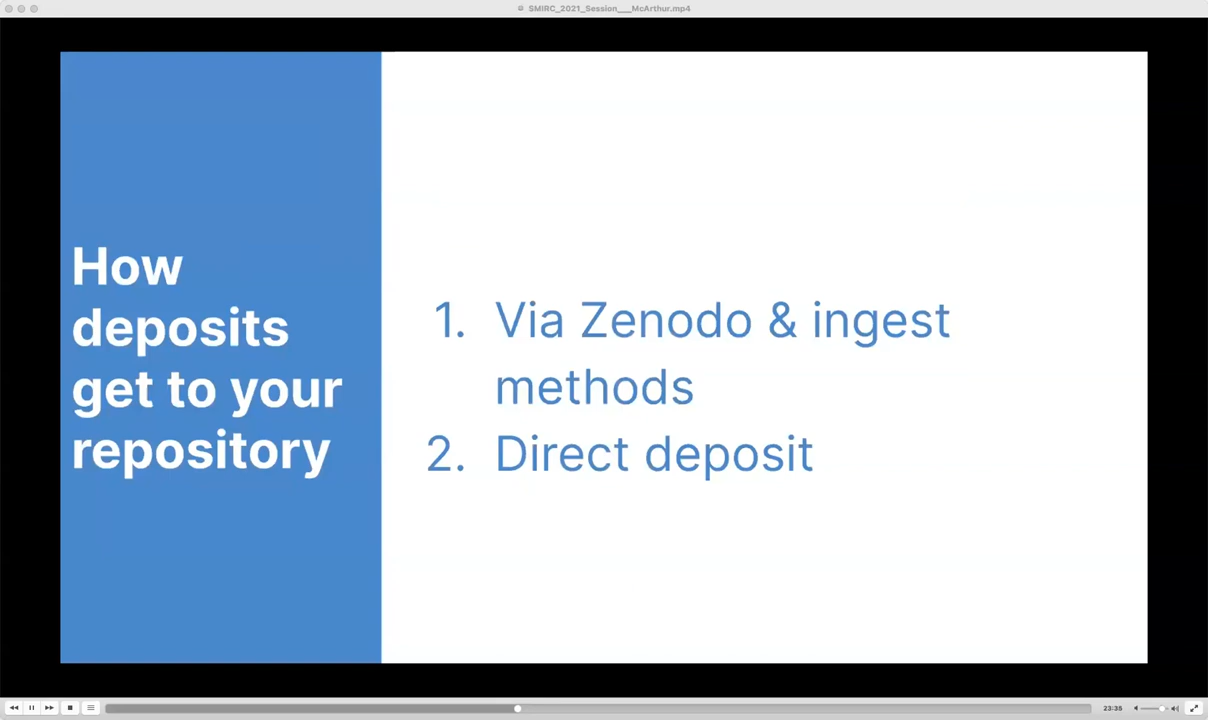 SMIRC_2021_Session___McArthur.mp4
How
deposits
get to your
repository
1. Via Zenodo & ingest
methods
2. Direct deposit
23:35